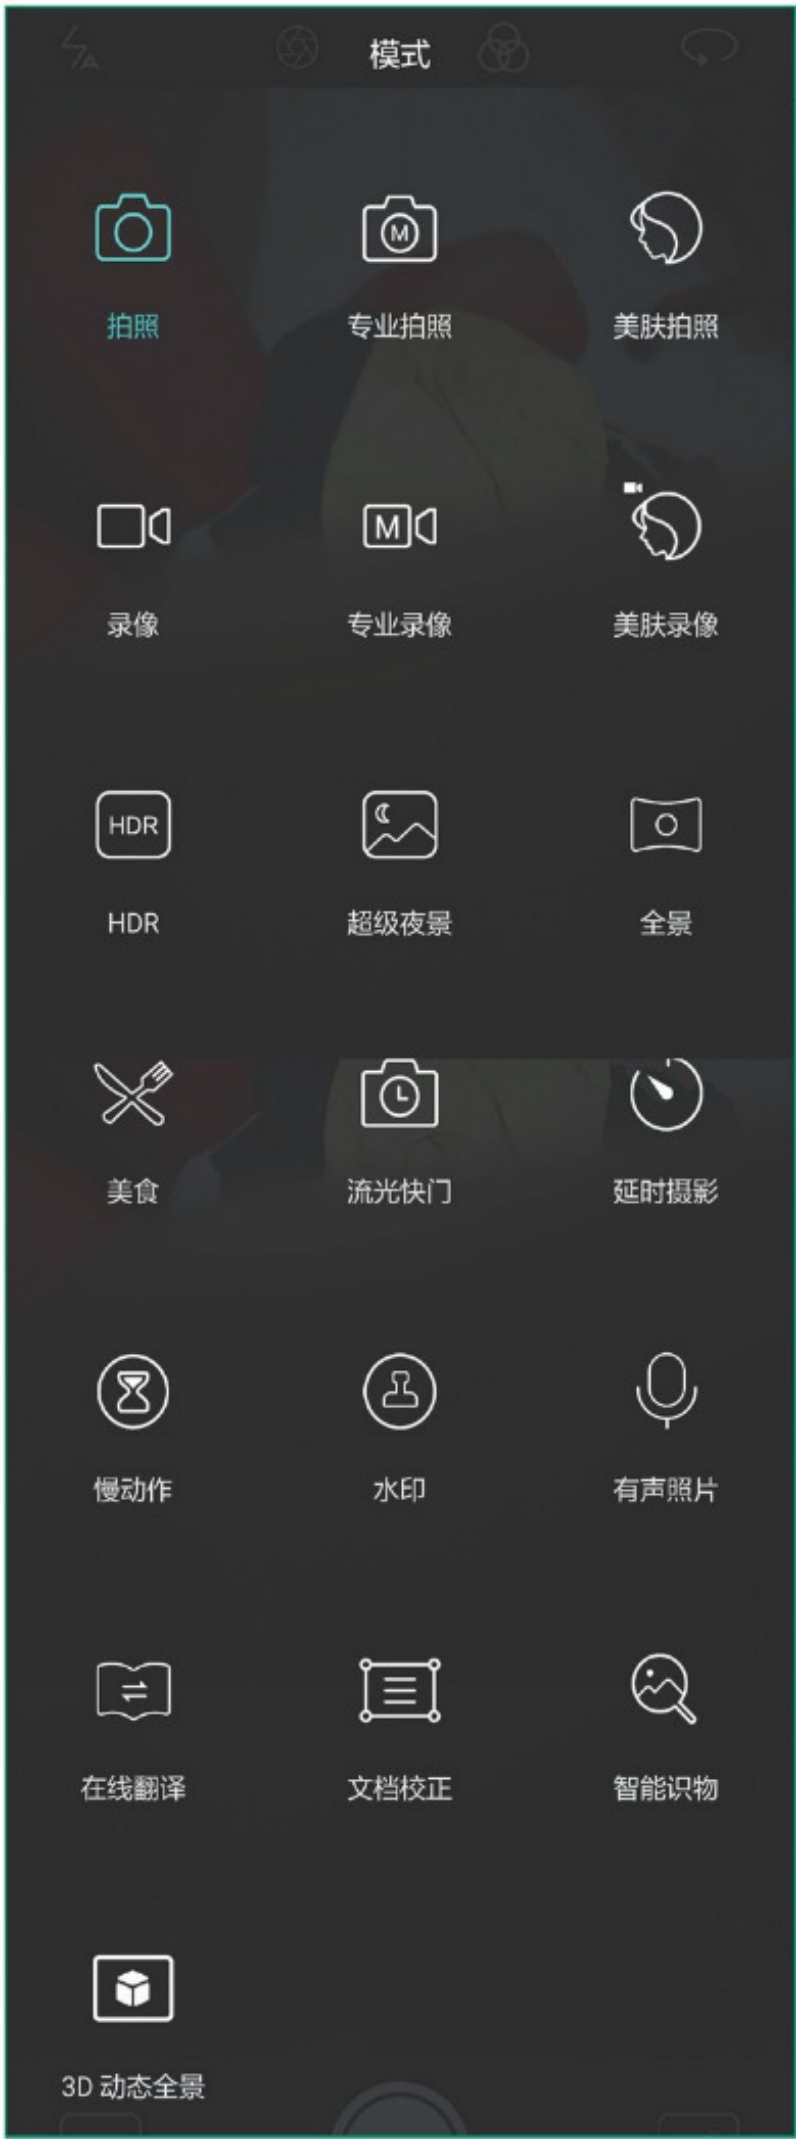 模式
拍照 专业拍照 美肤拍照
M
录像 专业录像 美肤录像
M
HDR
HDR 超级夜景 全景
美食 流光快门 延时摄影
慢动作 水印 有声照片
在线翻译 文档校正 智能识物
3D 动态全景